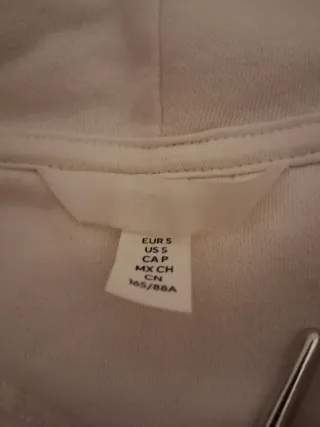 EUR S
US S
CA P
MX CH
CN
165/88A